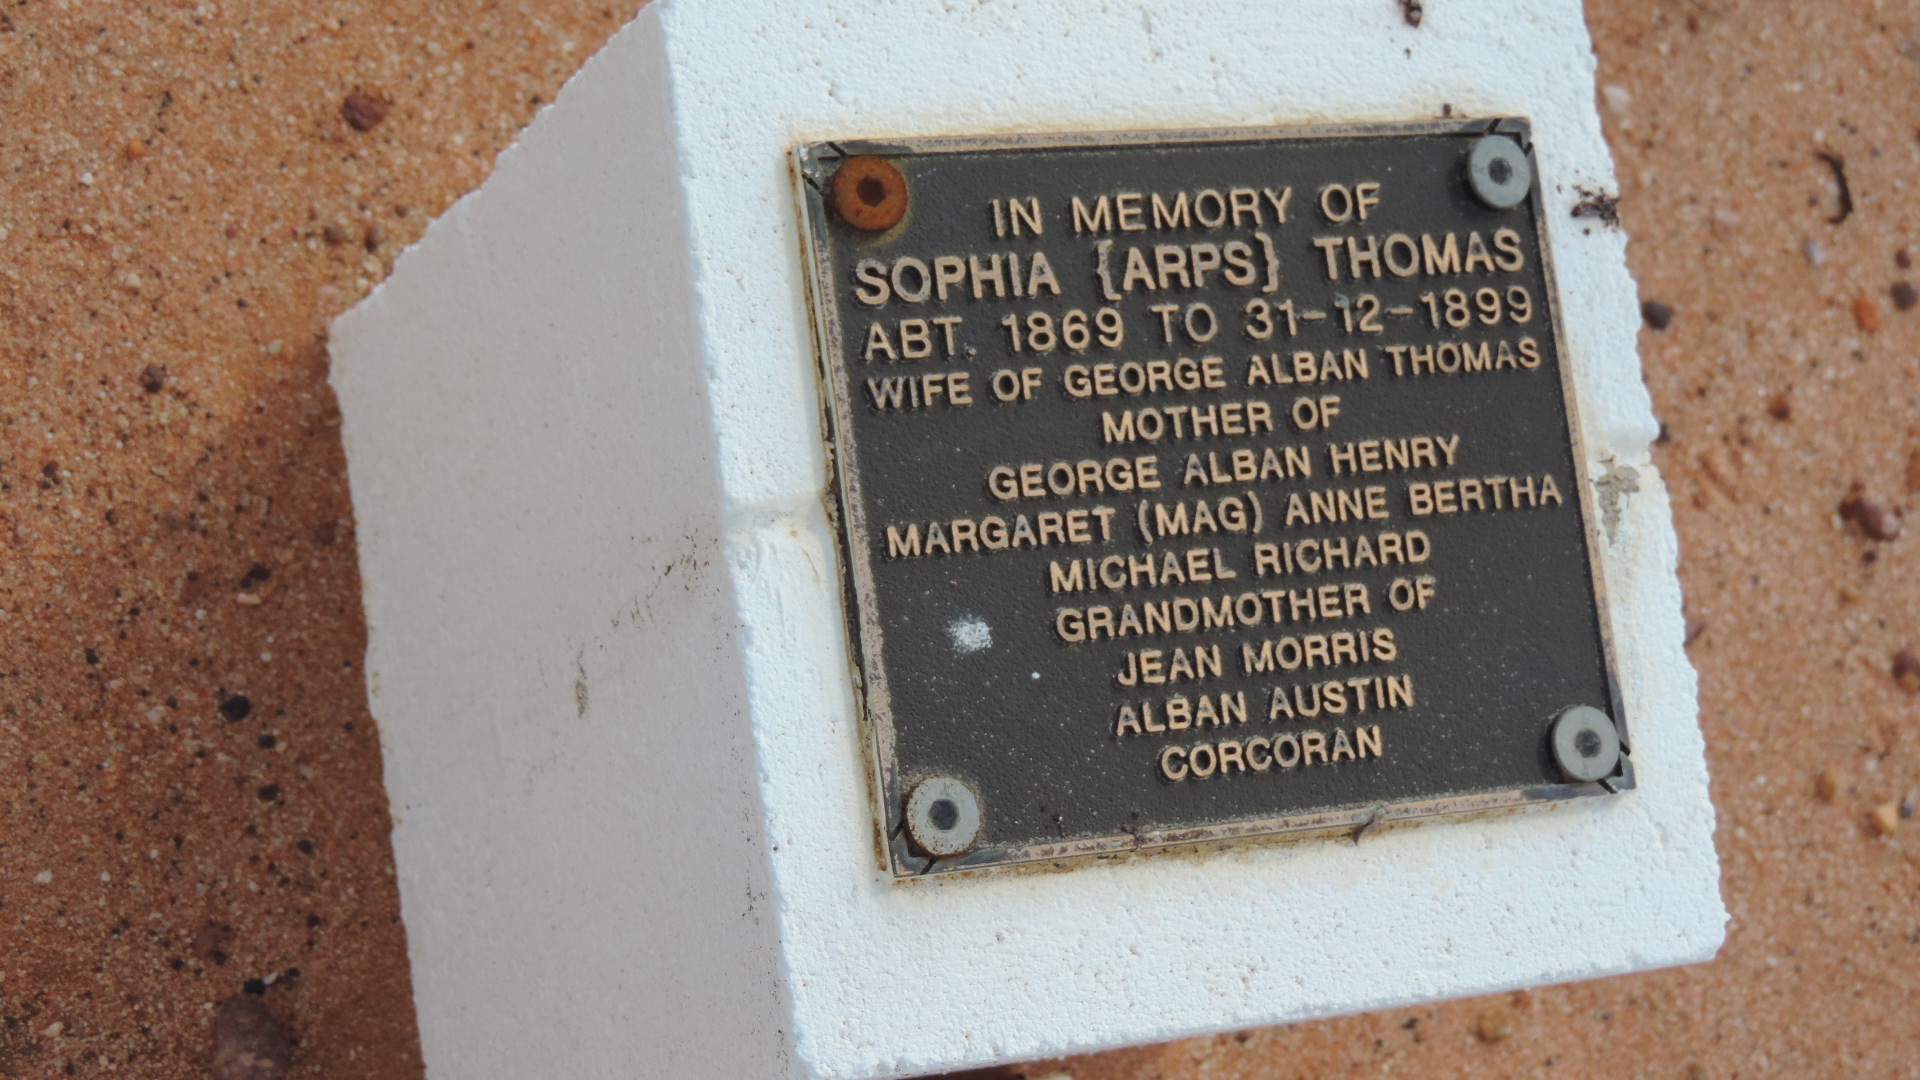 IN MEMORY OF
SOPHIA {ARPS} THOMAS
ABT. 1869 TO 31-12-1899
WIFE OF GEORGE ALBAN THOMAS
MOTHER OF
GEORGE ALBAN HENRY
MARGARET (MAG) ANNE BERTHA
MICHAEL RICHARD
GRANDMOTHER OF
JEAN MORRIS
ALBAN AUSTIN
CORCORAN